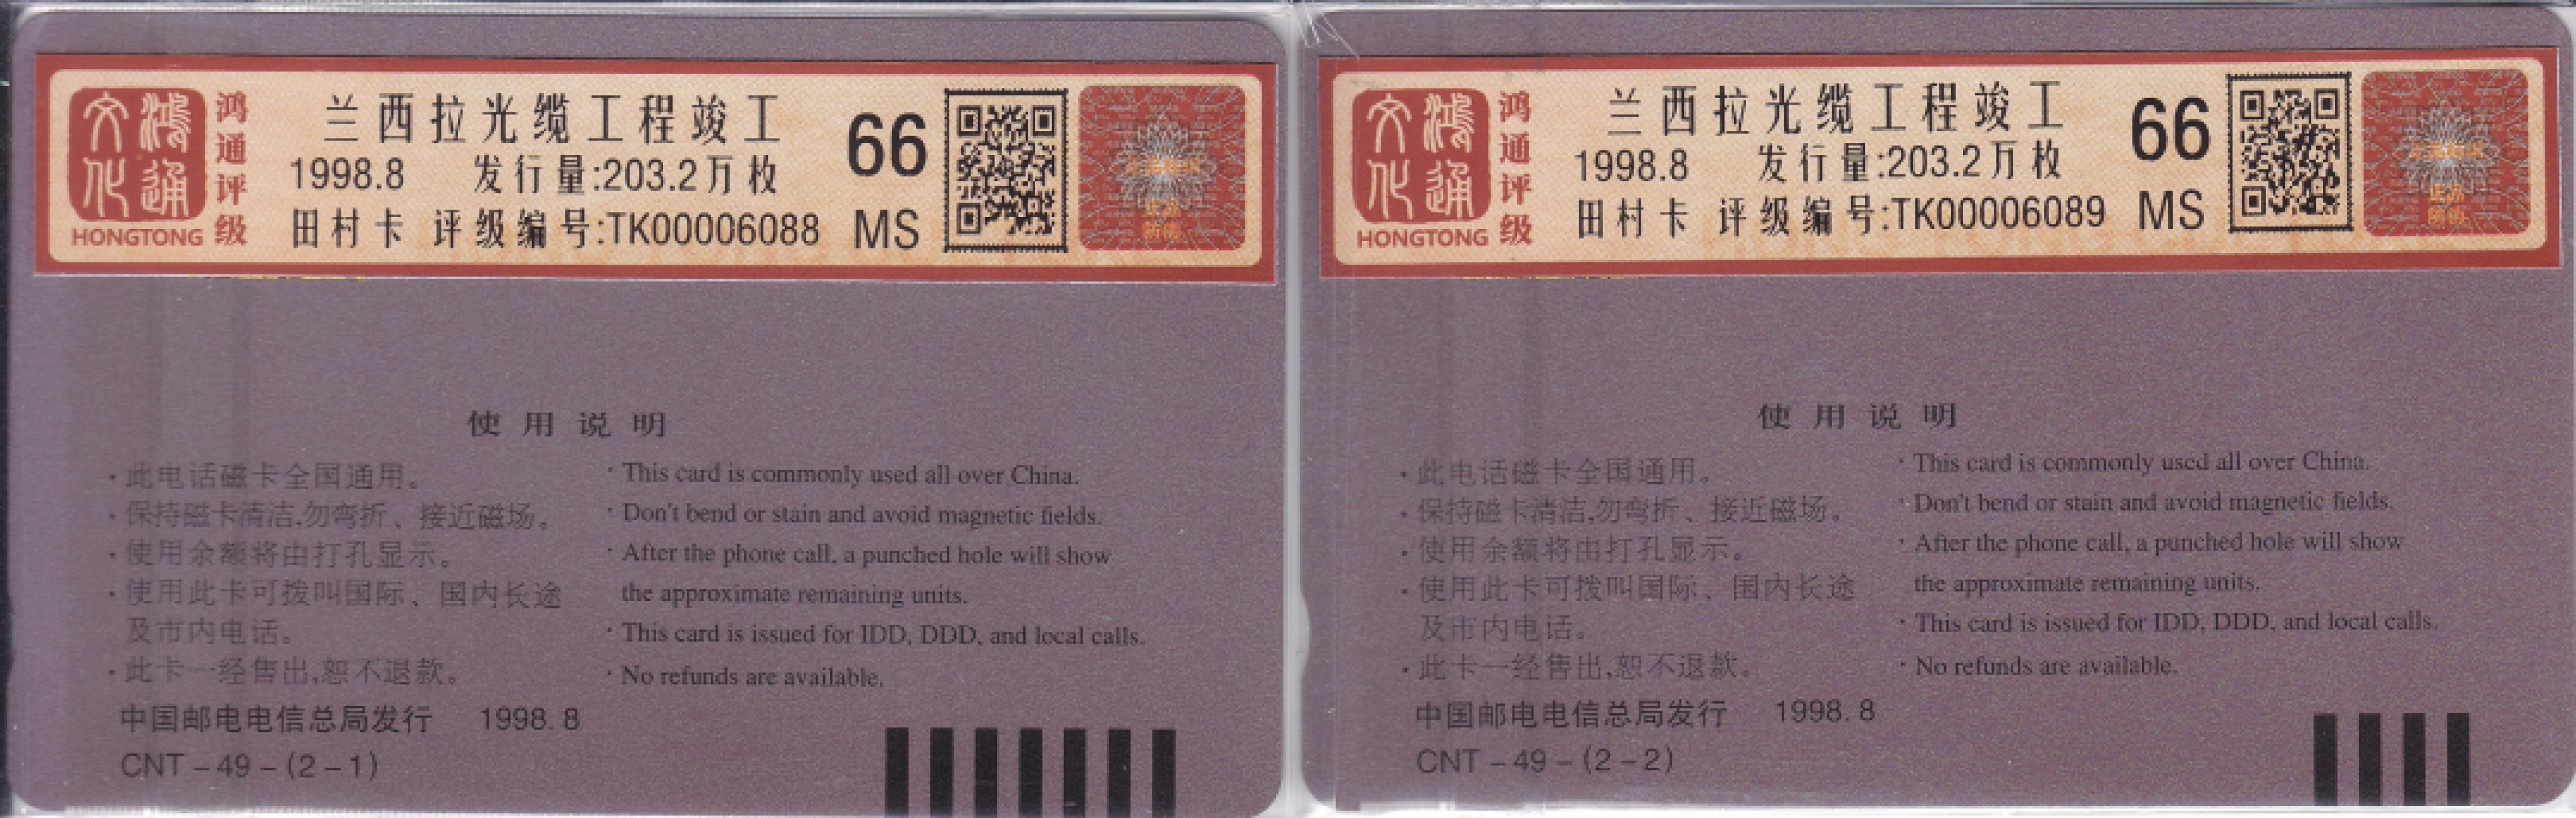 鸿通文化
HONGTONG
鸿通评级
兰西拉光缆工程竣工
1998.8 发行量:203.2万枚
田村卡 评级编号:TK00006088
66
MS
使用说明
·此电话磁卡全国通用。
·保持磁卡清洁,勿弯折、接近磁场。
·使用余额将由打孔显示。
·使用此卡可拨叫国际、国内长途
及市内电话。
·此卡一经售出,恕不退款。
· This card is commonly used all over China.
· Don't bend or stain and avoid magnetic fields.
· After the phone call, a punched hole will show
the approximate remaining units.
· This card is issued for IDD, DDD, and local calls.
· No refunds are available.
中国邮电电信总局发行 1998.8
CNT-49-(2-1)
鸿通文化
HONGTONG
鸿通评级
兰西拉光缆工程竣工
1998.8 发行量:203.2万枚
田村卡 评级编号:TK00006089
66
MS
使用说明
·此电话磁卡全国通用。
·保持磁卡清洁,勿弯折、接近磁场。
·使用余额将由打孔显示。
·使用此卡可拨叫国际、国内长途
及市内电话。
·此卡一经售出,恕不退款。
· This card is commonly used all over China.
· Don't bend or stain and avoid magnetic fields.
· After the phone call, a punched hole will show
the approximate remaining units.
· This card is issued for IDD, DDD, and local calls.
· No refunds are available.
中国邮电电信总局发行 1998.8
CNT-49-(2-2)